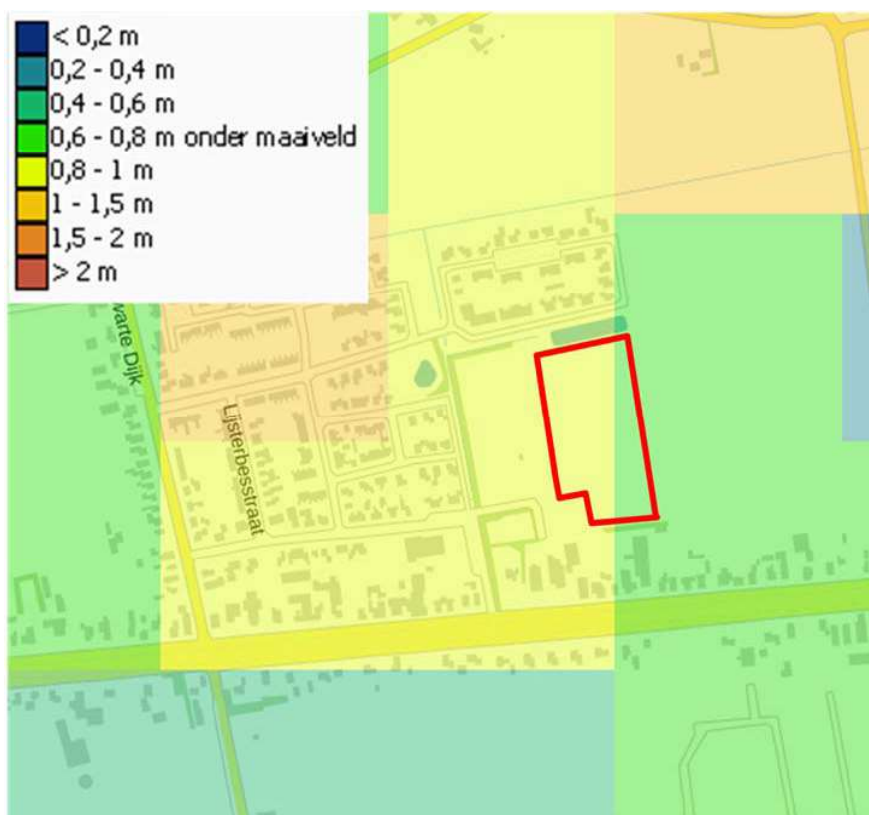 < 0,2 m
0,2 - 0,4 m
0,4 - 0,6 m
0,6 - 0,8 m onder maaiveld
0,8 - 1 m
1 - 1,5 m
1,5 - 2 m
> 2 m
warte Dijk
Lijsterbesstraat